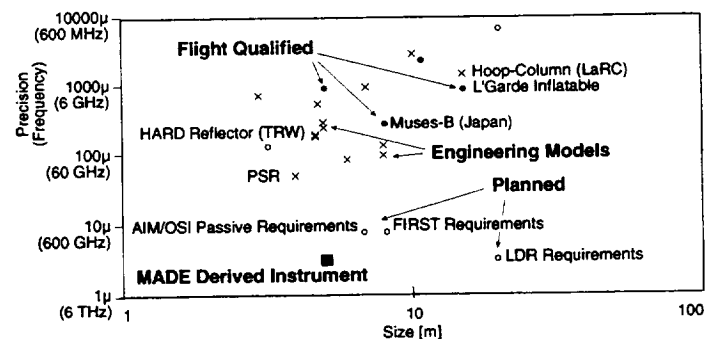 10000μ
(600 MHz)
1000μ
(6 GHz)
100μ
(60 GHz)
10μ
(600 GHz)
1μ
(6 THz)
Precision
(Frequency)
Flight Qualified
Hoop-Column (LaRC)
L'Garde Inflatable
Muses-B (Japan)
HARD Reflector (TRW)
Engineering Models
PSR
Planned
AIM/OSI Passive Requirements
FIRST Requirements
LDR Requirements
MADE Derived Instrument
1
10
100
Size [m]